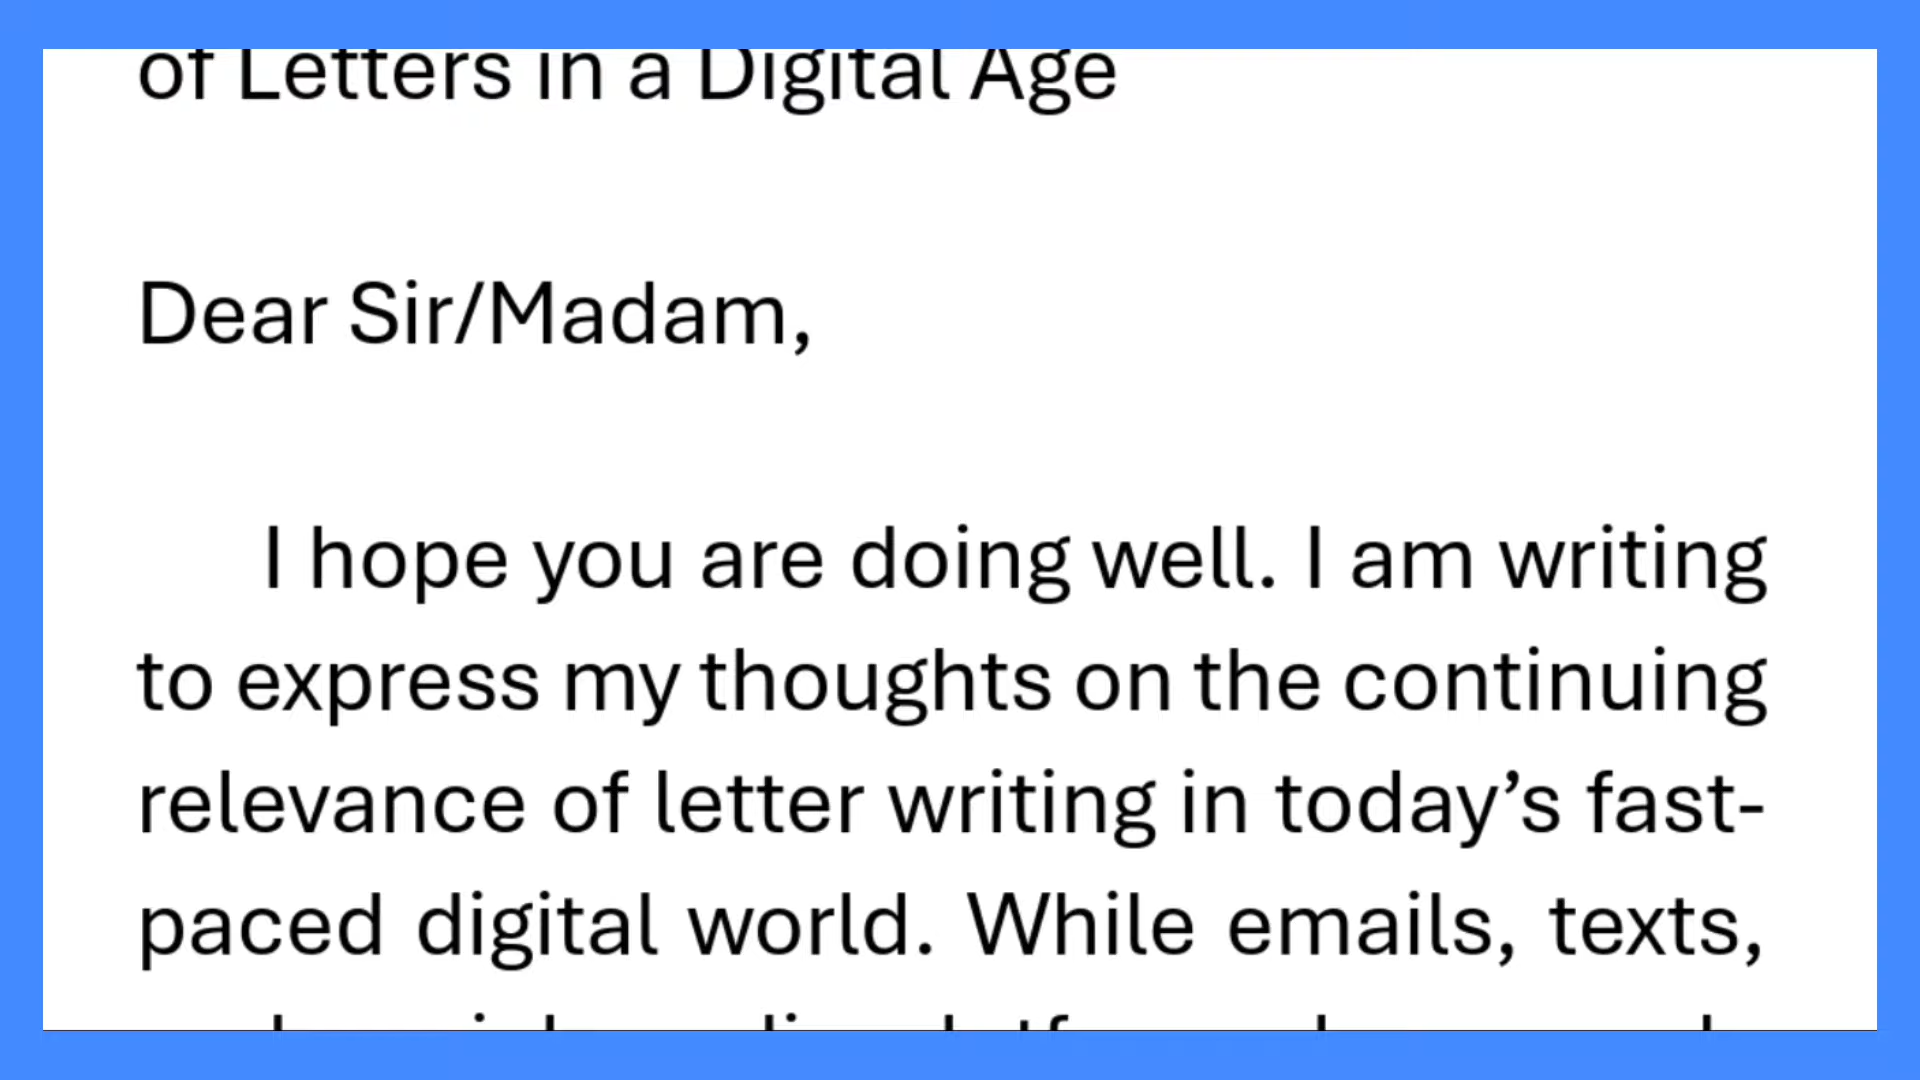 of Letters in a Digital Age
Dear Sir/Madam,
I hope you are doing well. I am writing
to express my thoughts on the continuing
relevance of letter writing in today’s fast-
paced digital world. While emails, texts,